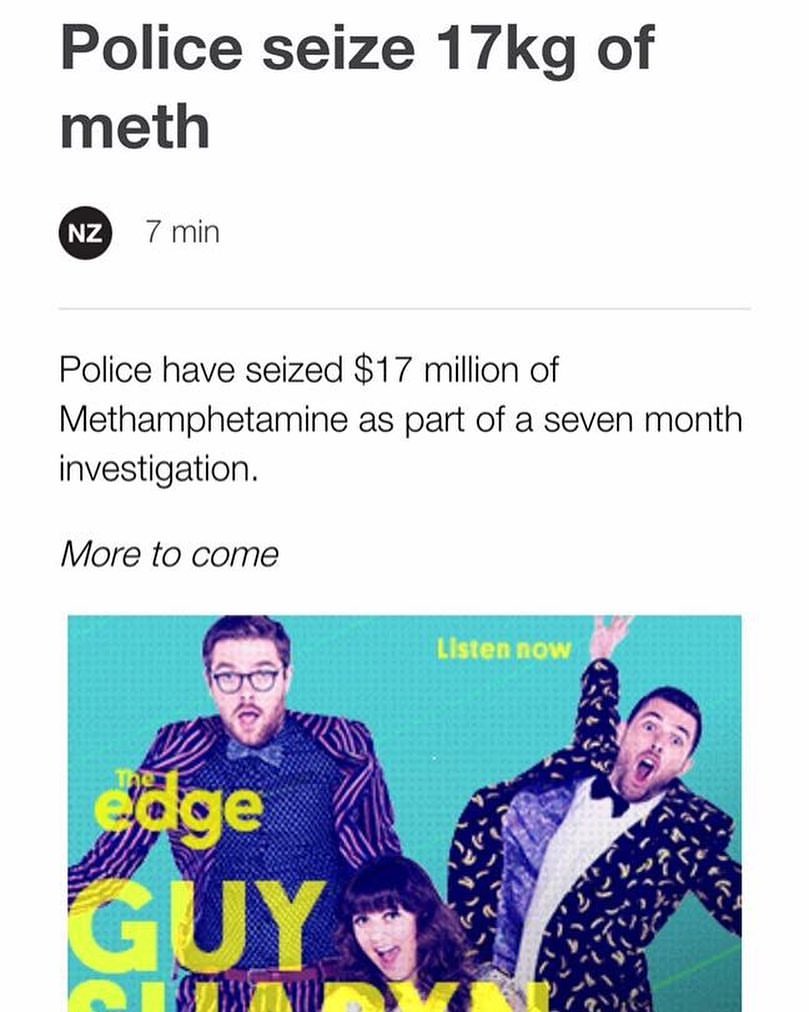 Police seize 17kg of
meth
NZ 7 min
Police have seized $17 million of
Methamphetamine as part of a seven month
investigation.
More to come
Listen now
The
edge
GUY